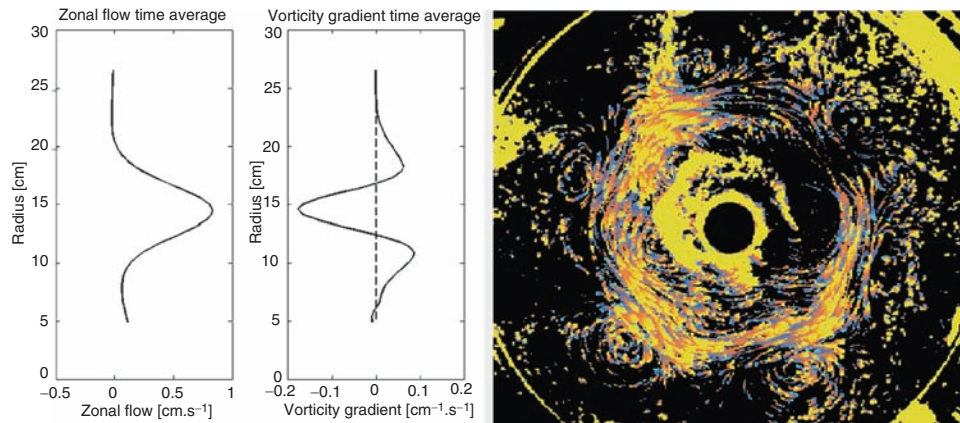 Zonal flow time average
30
25
20
15
10
5
0
Radius [cm]
–0.5 0 0.5 1
Zonal flow [cm.s⁻¹]
Vorticity gradient time average
30
25
20
15
10
5
0
Radius [cm]
–0.2 –0.1 0 0.1 0.2
Vorticity gradient [cm⁻¹.s⁻¹]